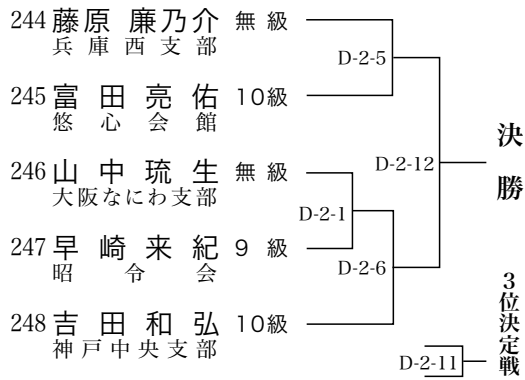 244 藤原 廉乃介 無級
兵庫西支部
D-2-5
245 富田亮佑 10級
悠心会館
決勝
D-2-12
246 山中琉生 無級
大阪なにわ支部
D-2-1
247 早崎来紀 9級
昭令会
D-2-6
248 吉田和弘 10級
神戸中央支部
3位決定戦
D-2-11